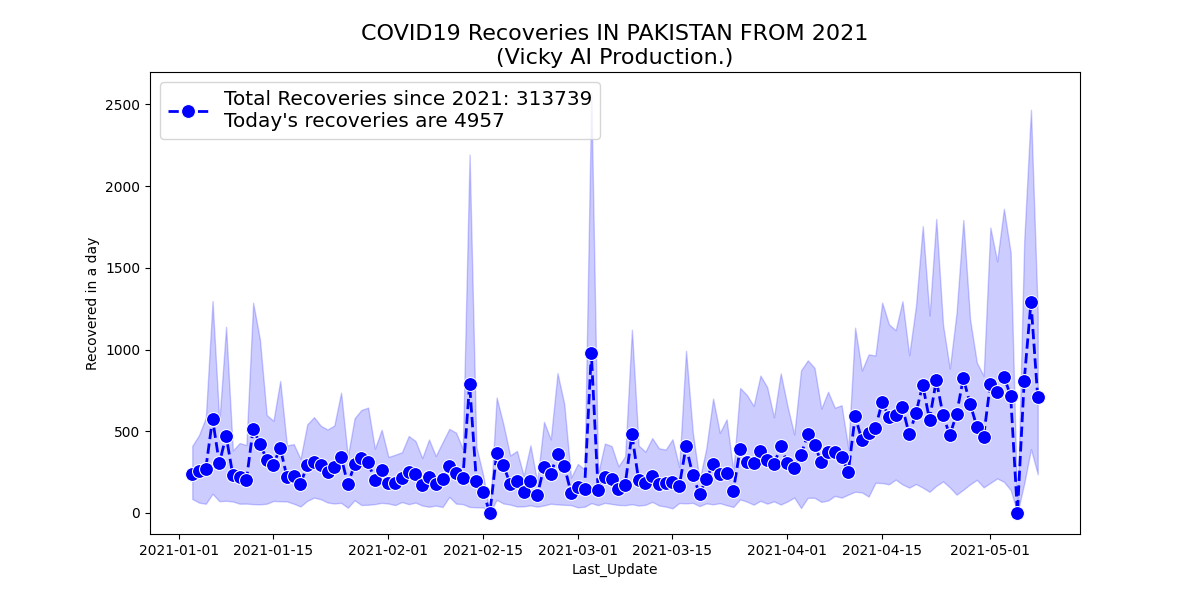 COVID19 Recoveries IN PAKISTAN FROM 2021
(Vicky AI Production.)
Total Recoveries since 2021: 313739
Today's recoveries are 4957
Recovered in a day
2500
2000
1500
1000
500
0
2021-01-01
2021-01-15
2021-02-01
2021-02-15
2021-03-01
2021-03-15
2021-04-01
2021-04-15
2021-05-01
Last_Update